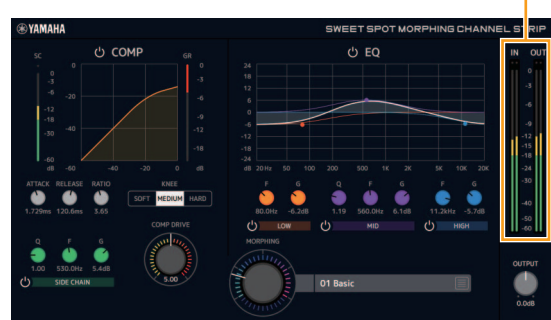 YAMAHA
SWEET SPOT MORPHING CHANNEL STRIP
SC
COMP
GR
EQ
IN OUT
0
-3
-6
-12
-18
-30
-60
dB
0
-20
-40
-60
-60 -40 -20 0
0
-3
-6
-9
-12
-18
dB
24
18
12
6
0
-6
-12
-18
-24
dB 20Hz 50 100 200 500 1K 2K 5K 10K 20K
0
-3
-6
-9
-12
-15
-18
-24
-30
-40
-50
-60
ATTACK RELEASE RATIO KNEE
SOFT MEDIUM HARD
1.729ms 120.6ms 3.65
F G Q F G F G
80.0Hz -6.2dB 1.19 560.0Hz 6.1dB 11.2kHz -5.7dB
LOW MID HIGH
Q F G
COMP DRIVE
1.00 530.0Hz 5.4dB
5.00
SIDE CHAIN
MORPHING
01 Basic
OUTPUT
0.0dB